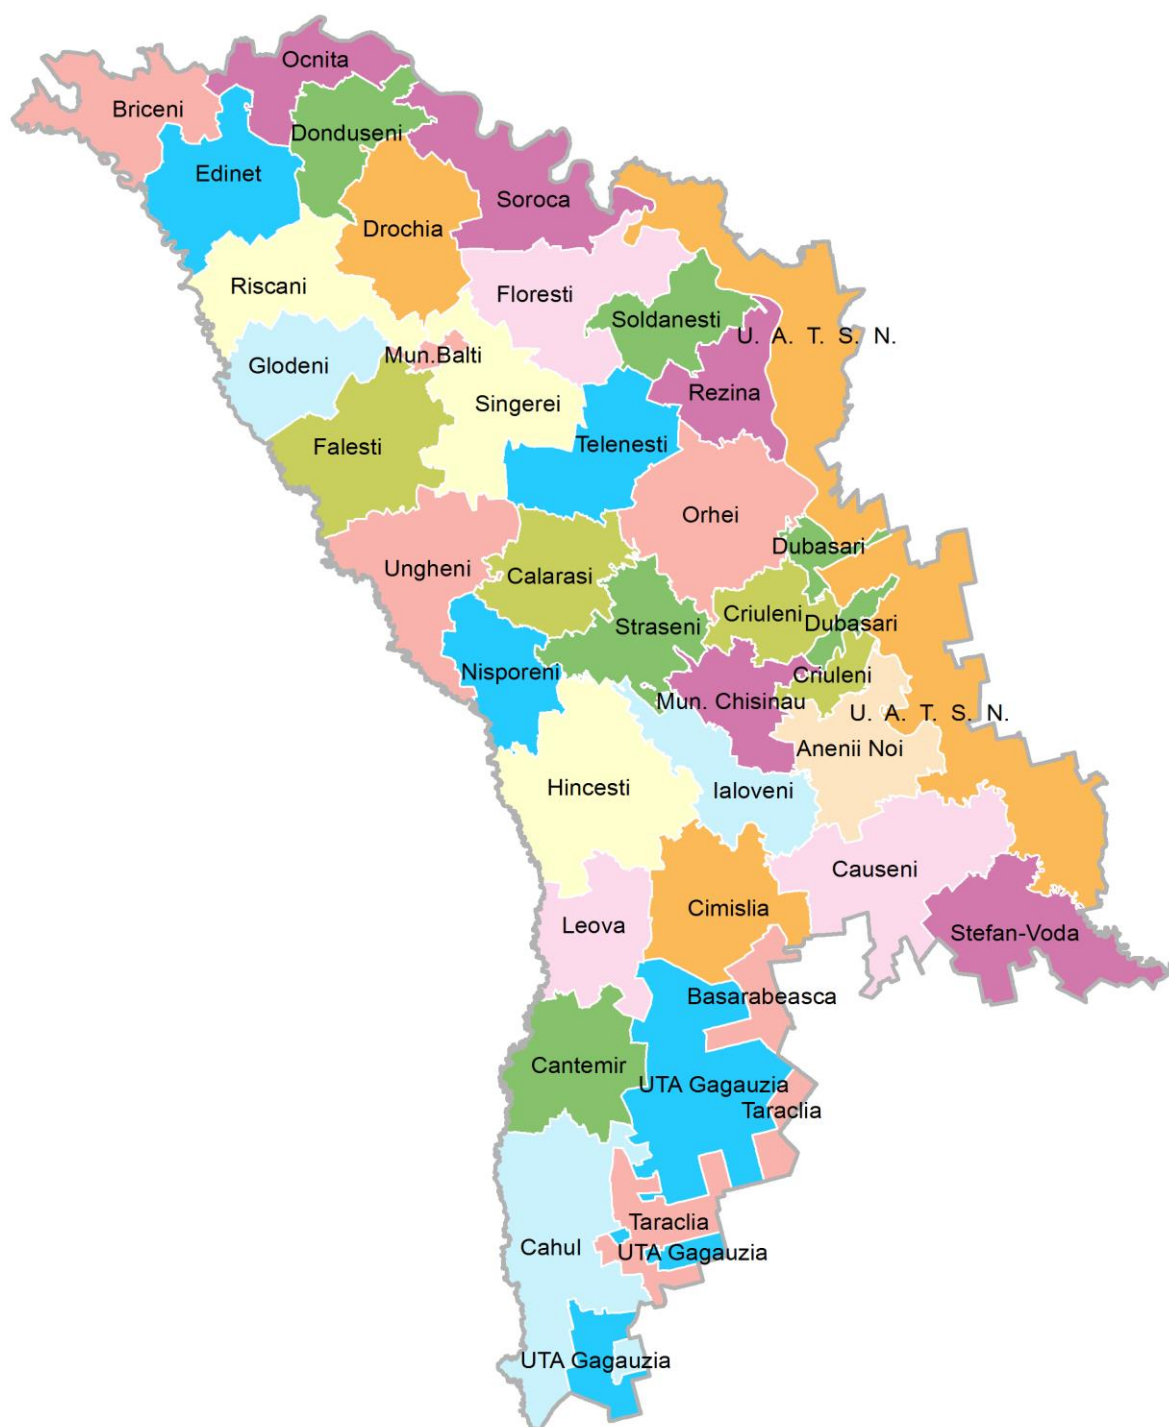 Ocnita
Briceni
Donduseni
Edinet
Soroca
Drochia
Riscani
Floresti
Soldanesti
U. A. T. S. N.
Mun.Balti
Glodeni
Rezina
Singerei
Telenesti
Falesti
Orhei
Dubasari
Ungheni
Calarasi
Criuleni
Dubasari
Straseni
Nisporeni
Criuleni
Mun. Chisinau
U. A. T. S. N.
Anenii Noi
Hincesti
Ialoveni
Causeni
Cimislia
Leova
Stefan-Voda
Basarabeasca
Cantemir
UTA Gagauzia
Taraclia
Taraclia
Cahul
UTA Gagauzia
UTA Gagauzia